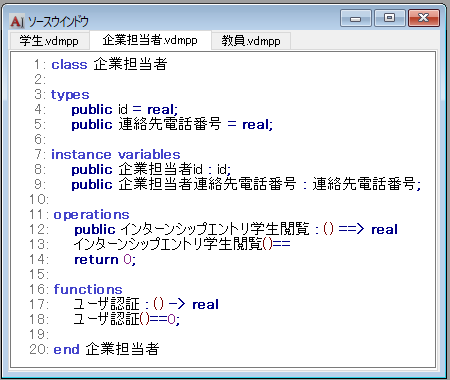 ソースウインドウ
学生.vdmpp 企業担当者.vdmpp 教員.vdmpp
1: class 企業担当者
2:
3: types
4: public id = real;
5: public 連絡先電話番号 = real;
6:
7: instance variables
8: public 企業担当者id : id;
9: public 企業担当者連絡先電話番号 : 連絡先電話番号;
10:
11: operations
12: public インターンシップエントリ学生閲覧 : () ==> real
13: インターンシップエントリ学生閲覧()==
14: return 0;
15:
16: functions
17: ユーザ認証 : () -> real
18: ユーザ認証()==0;
19:
20: end 企業担当者